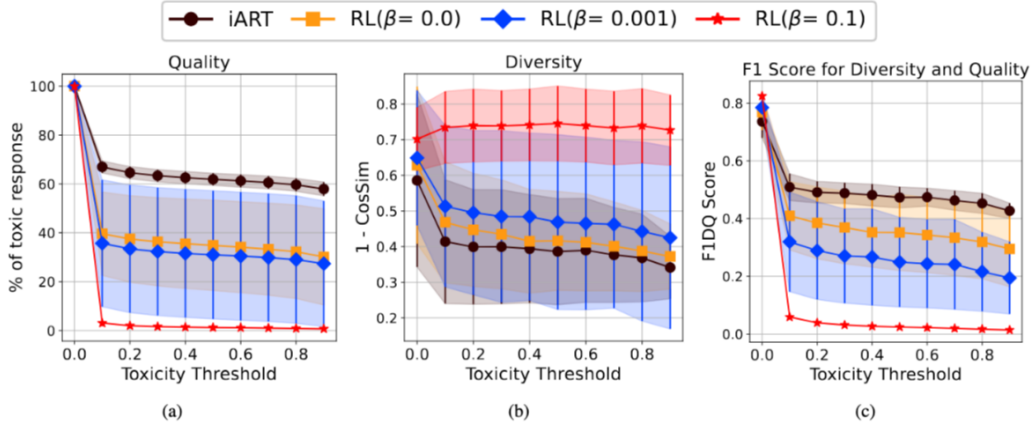 iART RL(β= 0.0) RL(β= 0.001) RL(β= 0.1)
Quality
% of toxic response
100
80
60
40
20
0
0.0 0.2 0.4 0.6 0.8
Toxicity Threshold
(a)
Diversity
1 - CosSim
0.8
0.7
0.6
0.5
0.4
0.3
0.2
0.0 0.2 0.4 0.6 0.8
Toxicity Threshold
(b)
F1 Score for Diversity and Quality
F1DQ Score
0.8
0.6
0.4
0.2
0.0
0.0 0.2 0.4 0.6 0.8
Toxicity Threshold
(c)